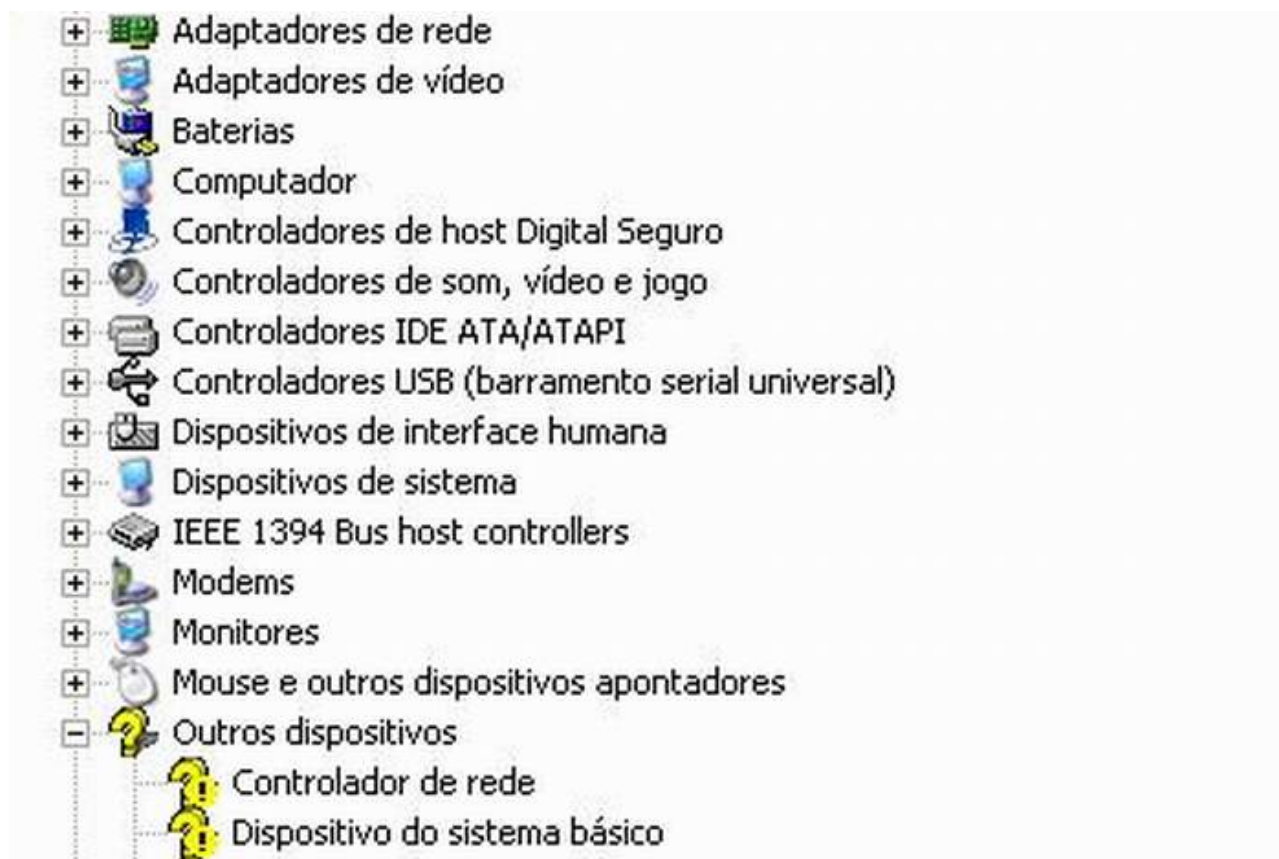 Adaptadores de rede
Adaptadores de vídeo
Baterias
Computador
Controladores de host Digital Seguro
Controladores de som, vídeo e jogo
Controladores IDE ATA/ATAPI
Controladores USB (barramento serial universal)
Dispositivos de interface humana
Dispositivos de sistema
IEEE 1394 Bus host controllers
Modems
Monitores
Mouse e outros dispositivos apontadores
Outros dispositivos
Controlador de rede
Dispositivo do sistema básico